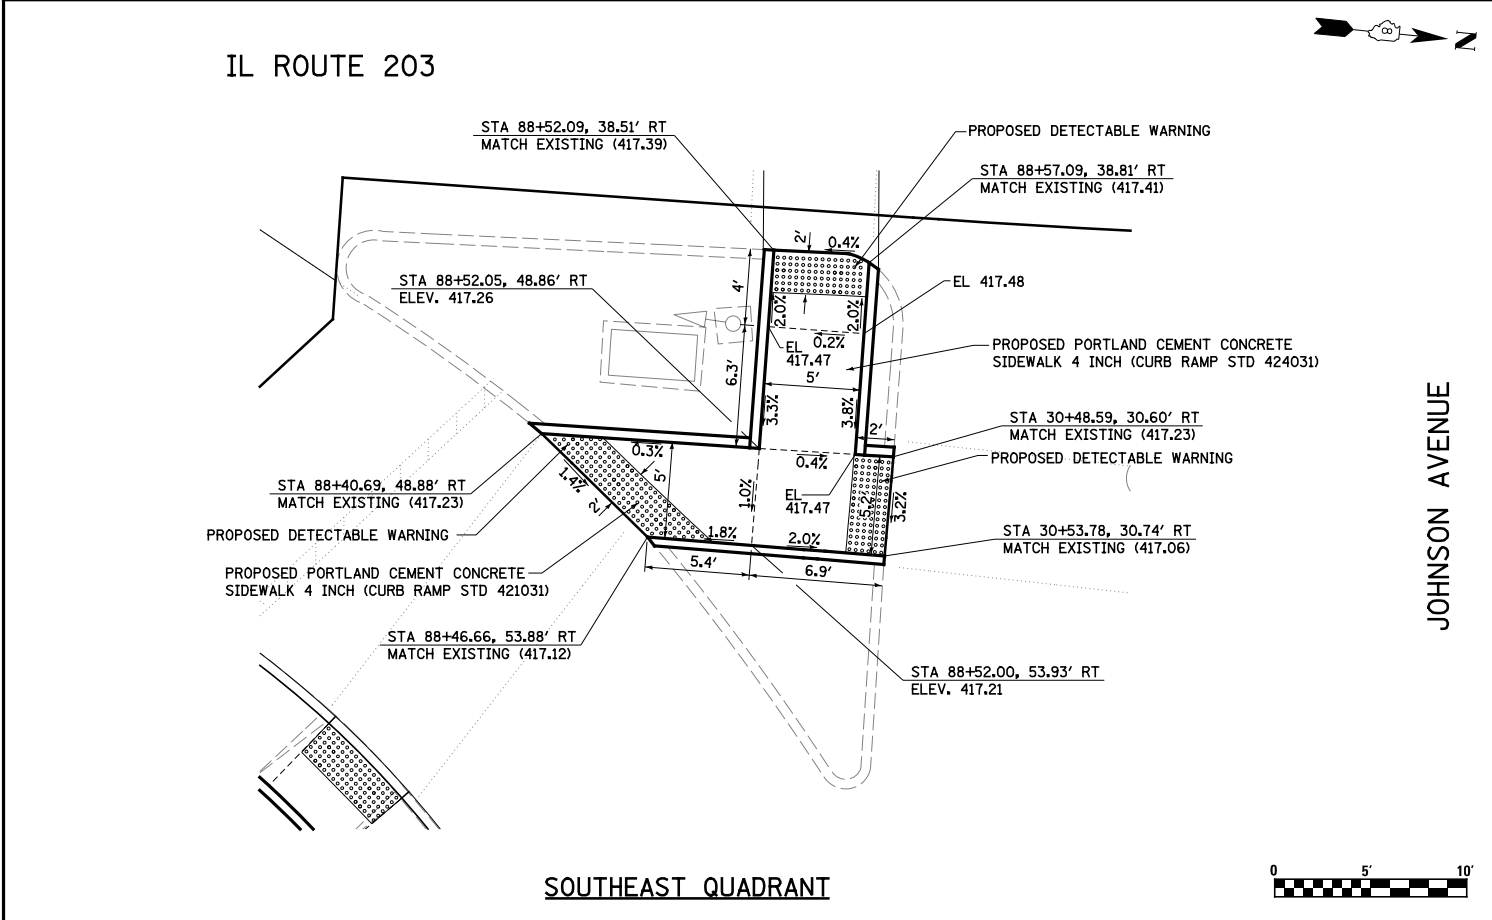 IL ROUTE 203
8
N
STA 88+52.09, 38.51' RT
MATCH EXISTING (417.39)
PROPOSED DETECTABLE WARNING
STA 88+57.09, 38.81' RT
MATCH EXISTING (417.41)
2'
0.4%
STA 88+52.05, 48.86' RT
ELEV. 417.26
4'
EL 417.48
2.0%
2.0%
0.2%
EL
417.47
PROPOSED PORTLAND CEMENT CONCRETE
SIDEWALK 4 INCH (CURB RAMP STD 424031)
6.3'
5'
3.3%
3.8%
2'
STA 30+48.59, 30.60' RT
MATCH EXISTING (417.23)
PROPOSED DETECTABLE WARNING
JOHNSON AVENUE
0.3%
0.4%
5'
1.4%
2'
1.0%
EL
417.47
5.2'
3.2%
STA 88+40.69, 48.88' RT
MATCH EXISTING (417.23)
PROPOSED DETECTABLE WARNING
1.8%
2.0%
STA 30+53.78, 30.74' RT
MATCH EXISTING (417.06)
5.4'
6.9'
PROPOSED PORTLAND CEMENT CONCRETE
SIDEWALK 4 INCH (CURB RAMP STD 421031)
STA 88+46.66, 53.88' RT
MATCH EXISTING (417.12)
STA 88+52.00, 53.93' RT
ELEV. 417.21
SOUTHEAST QUADRANT
0 5' 10'